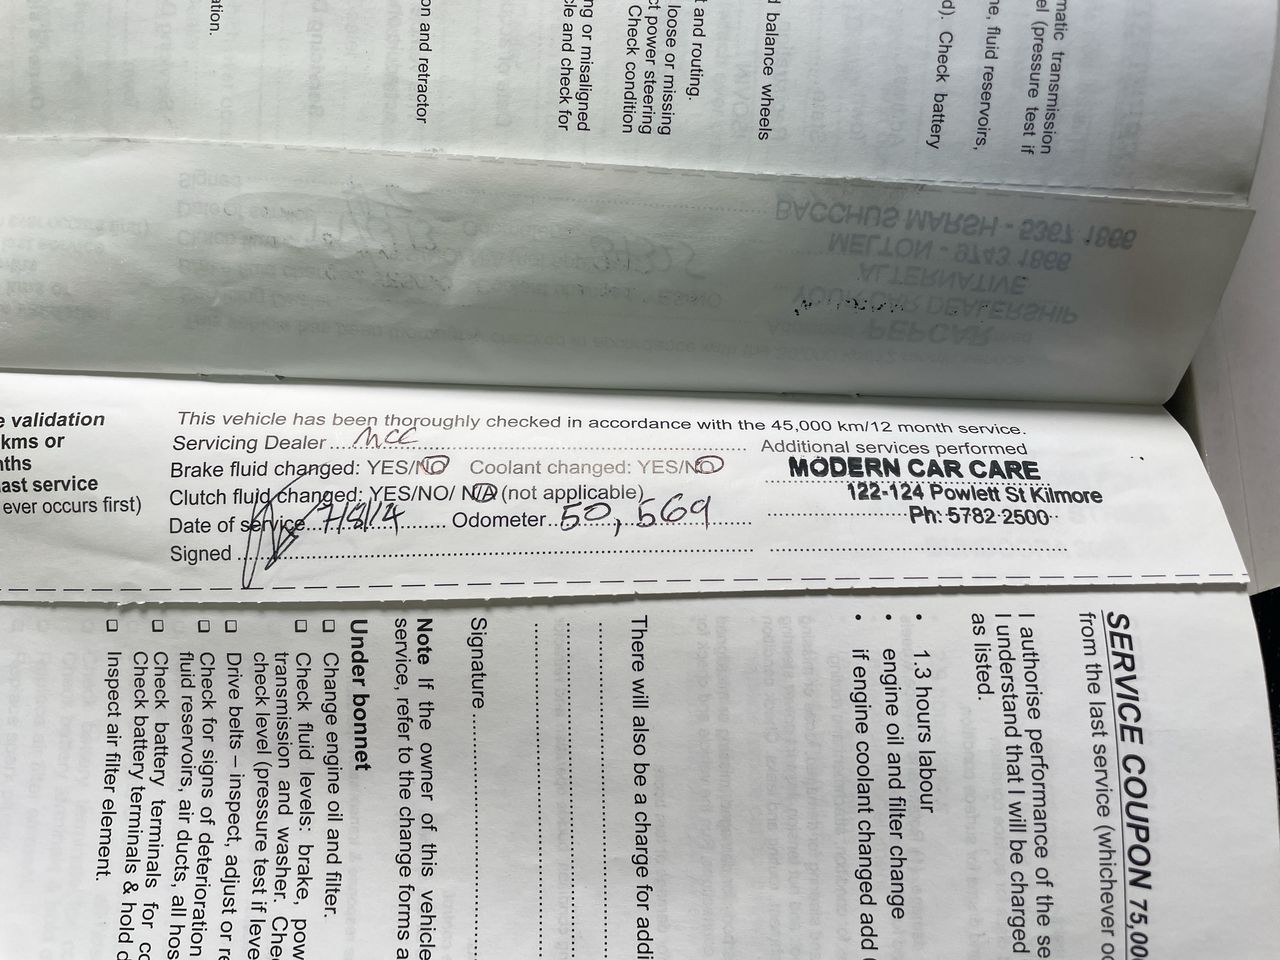 ation.
on and retractor
ng or misaligned
cle and check for
t and routing.
loose or missing
ct power steering
Check condition
d balance wheels
d). Check battery
ne, fluid reservoirs,
matic transmission
el (pressure test if
BACCHUS MARSH - 5367 1866
MELTON - 9743 1868
ALTERNATIVE
YOUR CAR DEALERSHIP
PEPCAR
e validation
kms or
nths
last service
ever occurs first)
This vehicle has been thoroughly checked in accordance with the 45,000 km/12 month service.
Servicing Dealer.... MCC
Brake fluid changed: YES/NO Coolant changed: YES/NO
Clutch fluid changed: YES/NO/ N/A (not applicable)
Date of service... 7/8/14 ........ Odometer.. 50,569
Signed
Additional services performed
MODERN CAR CARE
122-124 Powlett St Kilmore
Ph: 5782 2500
SERVICE COUPON 75,00
from the last service (whichever oc
I authorise performance of the se
I understand that I will be charged
as listed.
• 1.3 hours labour
• engine oil and filter change
• if engine coolant changed add
There will also be a charge for addi
Signature
Note If the owner of this vehicle
service, refer to the change forms a
Under bonnet
❑ Change engine oil and filter.
❑ Check fluid levels: brake, pow
transmission and washer. Chec
check level (pressure test if leve
❑ Drive belts – inspect, adjust or re
❑ Check for signs of deterioration
fluid reservoirs, air ducts, all hos
❑ Check battery terminals for co
Check battery terminals & hold d
❑ Inspect air filter element.